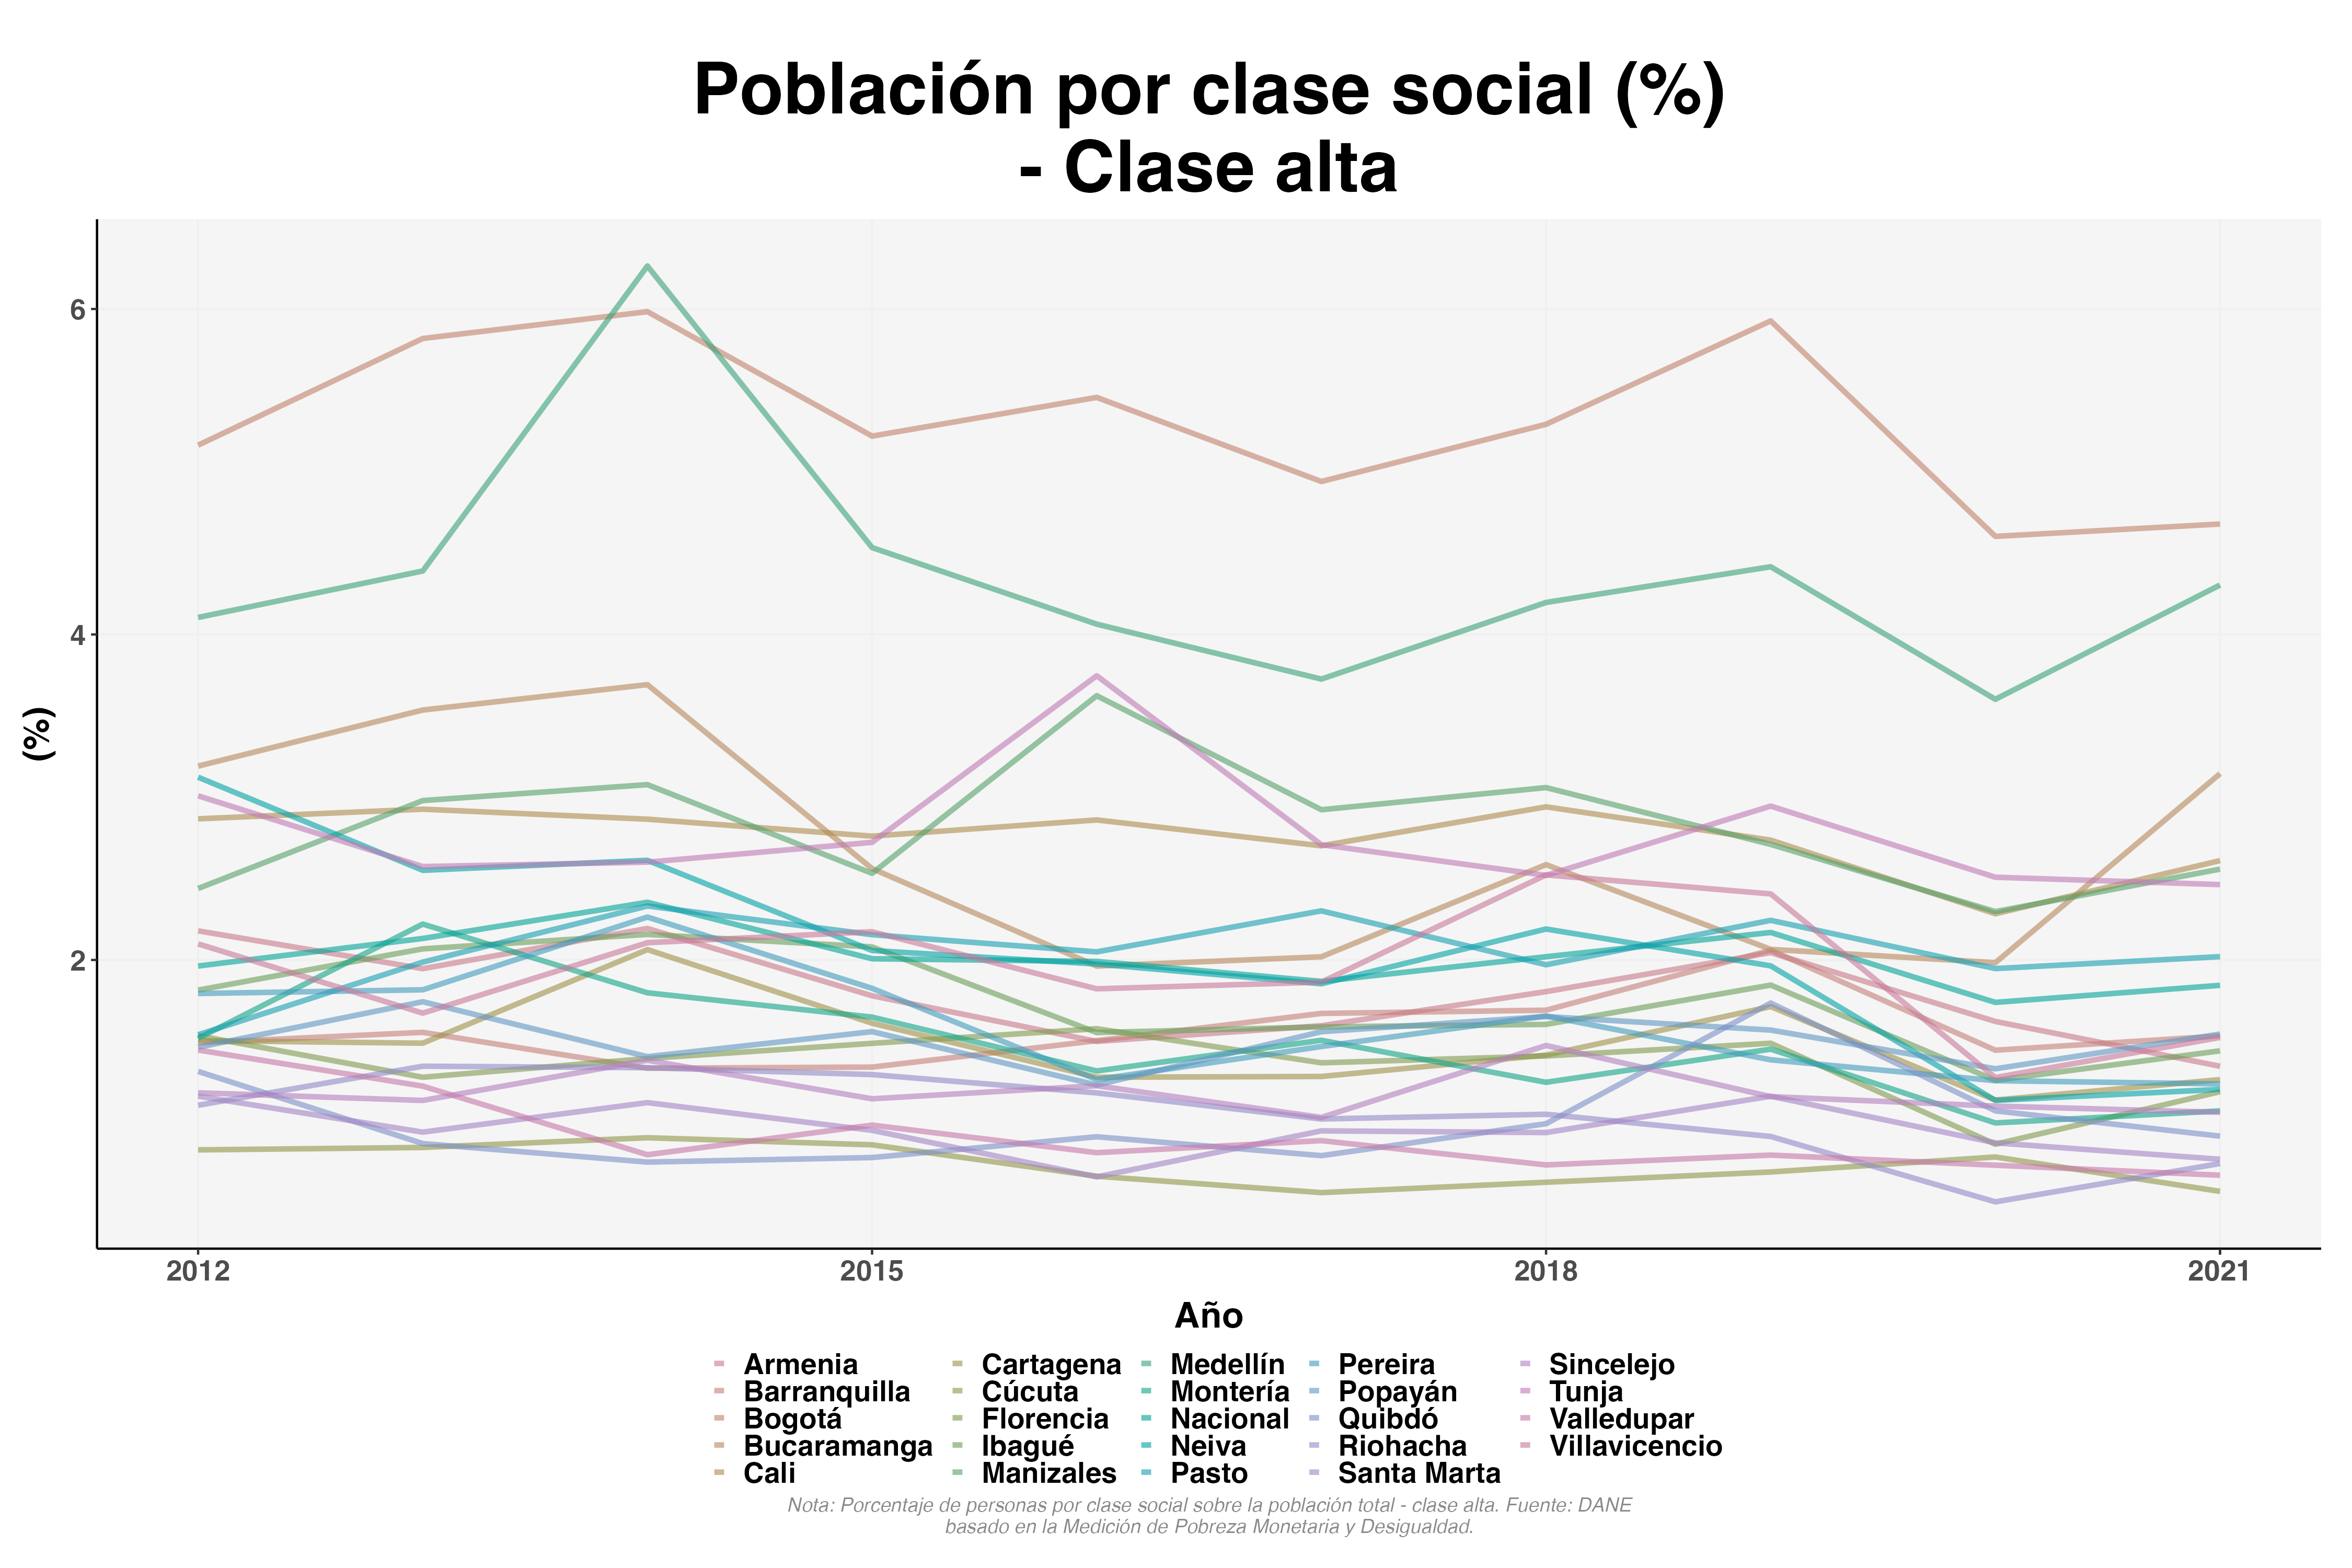 Población por clase social (%)
- Clase alta
6
4
2
(%)
2012 2015 2018 2021
Año
Armenia Cartagena Medellín Pereira Sincelejo
Barranquilla Cúcuta Montería Popayán Tunja
Bogotá Florencia Nacional Quibdó Valledupar
Bucaramanga Ibagué Neiva Riohacha Villavicencio
Cali Manizales Pasto Santa Marta
Nota: Porcentaje de personas por clase social sobre la población total - clase alta. Fuente: DANE
basado en la Medición de Pobreza Monetaria y Desigualdad.